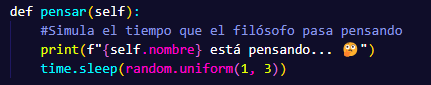 def pensar(self):
    #Simula el tiempo que el filósofo pasa pensando
    print(f"{self.nombre} está pensando... 🤔")
    time.sleep(random.uniform(1, 3))